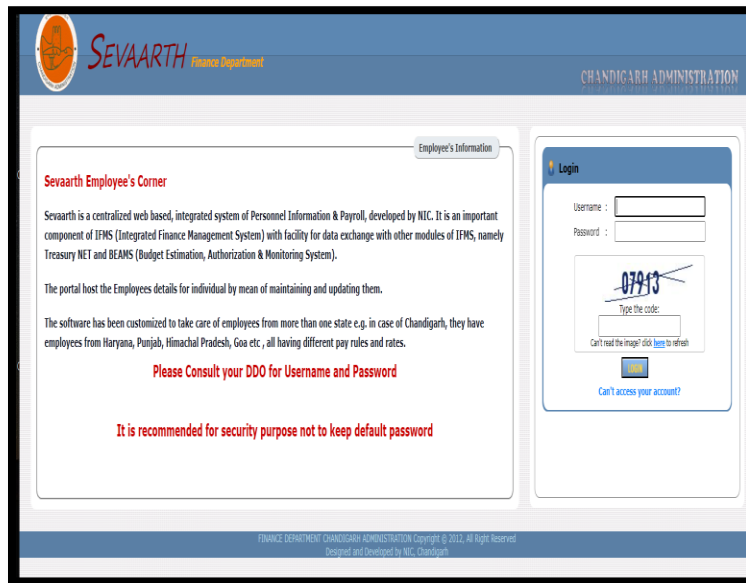 SEVAARTH Finance Department
CHANDIGARH ADMINISTRATION
Employee's Information
Sevaarth Employee's Corner
Sevaarth is a centralized web based, integrated system of Personnel Information & Payroll, developed by NIC. It is an important
component of IFMS (Integrated Finance Management System) with facility for data exchange with other modules of IFMS, namely
Treasury NET and BEAMS (Budget Estimation, Authorization & Monitoring System).
The portal host the Employees details for individual by mean of maintaining and updating them.
The software has been customized to take care of employees from more than one state e.g. in case of Chandigarh, they have
employees from Haryana, Punjab, Himachal Pradesh, Goa etc , all having different pay rules and rates.
Please Consult your DDO for Username and Password
It is recommended for security purpose not to keep default password
Login
Username :
Password :
07913
Type the code:
Can't read the image? click here to refresh
LOGIN
Can't access your account?
FINANCE DEPARTMENT CHANDIGARH ADMINISTRATION Copyright © 2012, All Right Reserved
Designed and Developed by NIC, Chandigarh